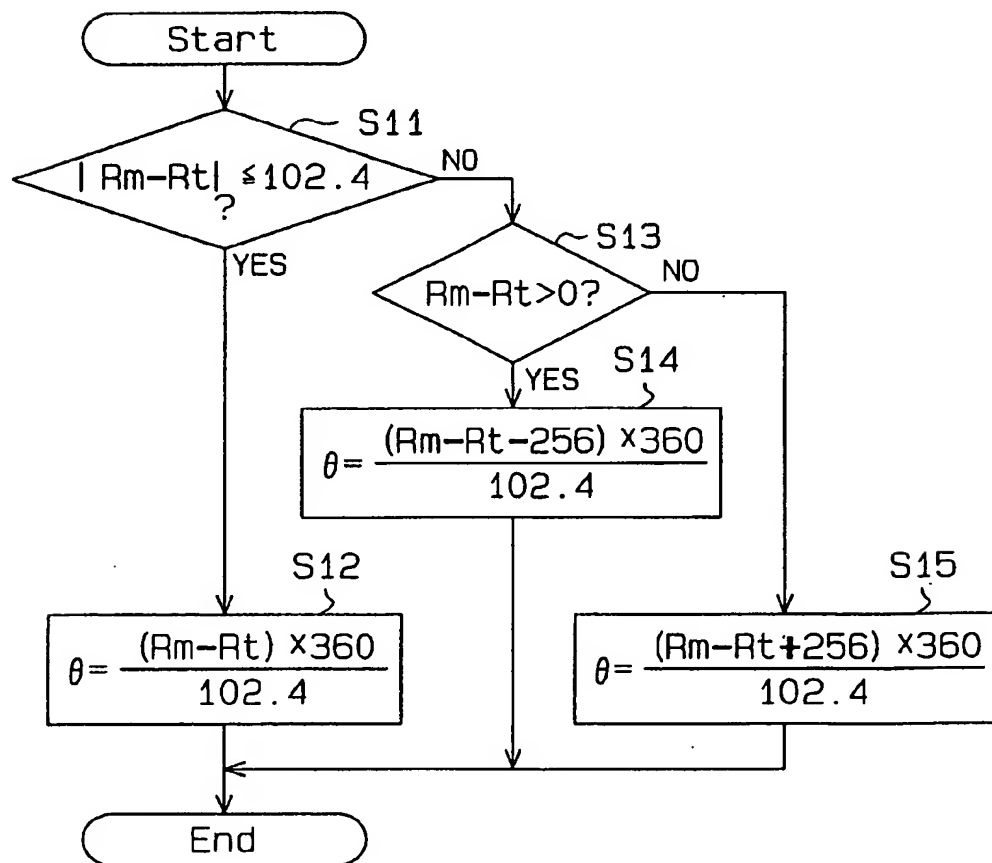 Start
S11
| Rm-Rt| ≦102.4
?
NO
YES
S13
Rm-Rt>0?
NO
YES
S14
θ= (Rm-Rt-256) ×360
102.4
S12
θ= (Rm-Rt) ×360
102.4
S15
θ= (Rm-Rt+256) ×360
102.4
End